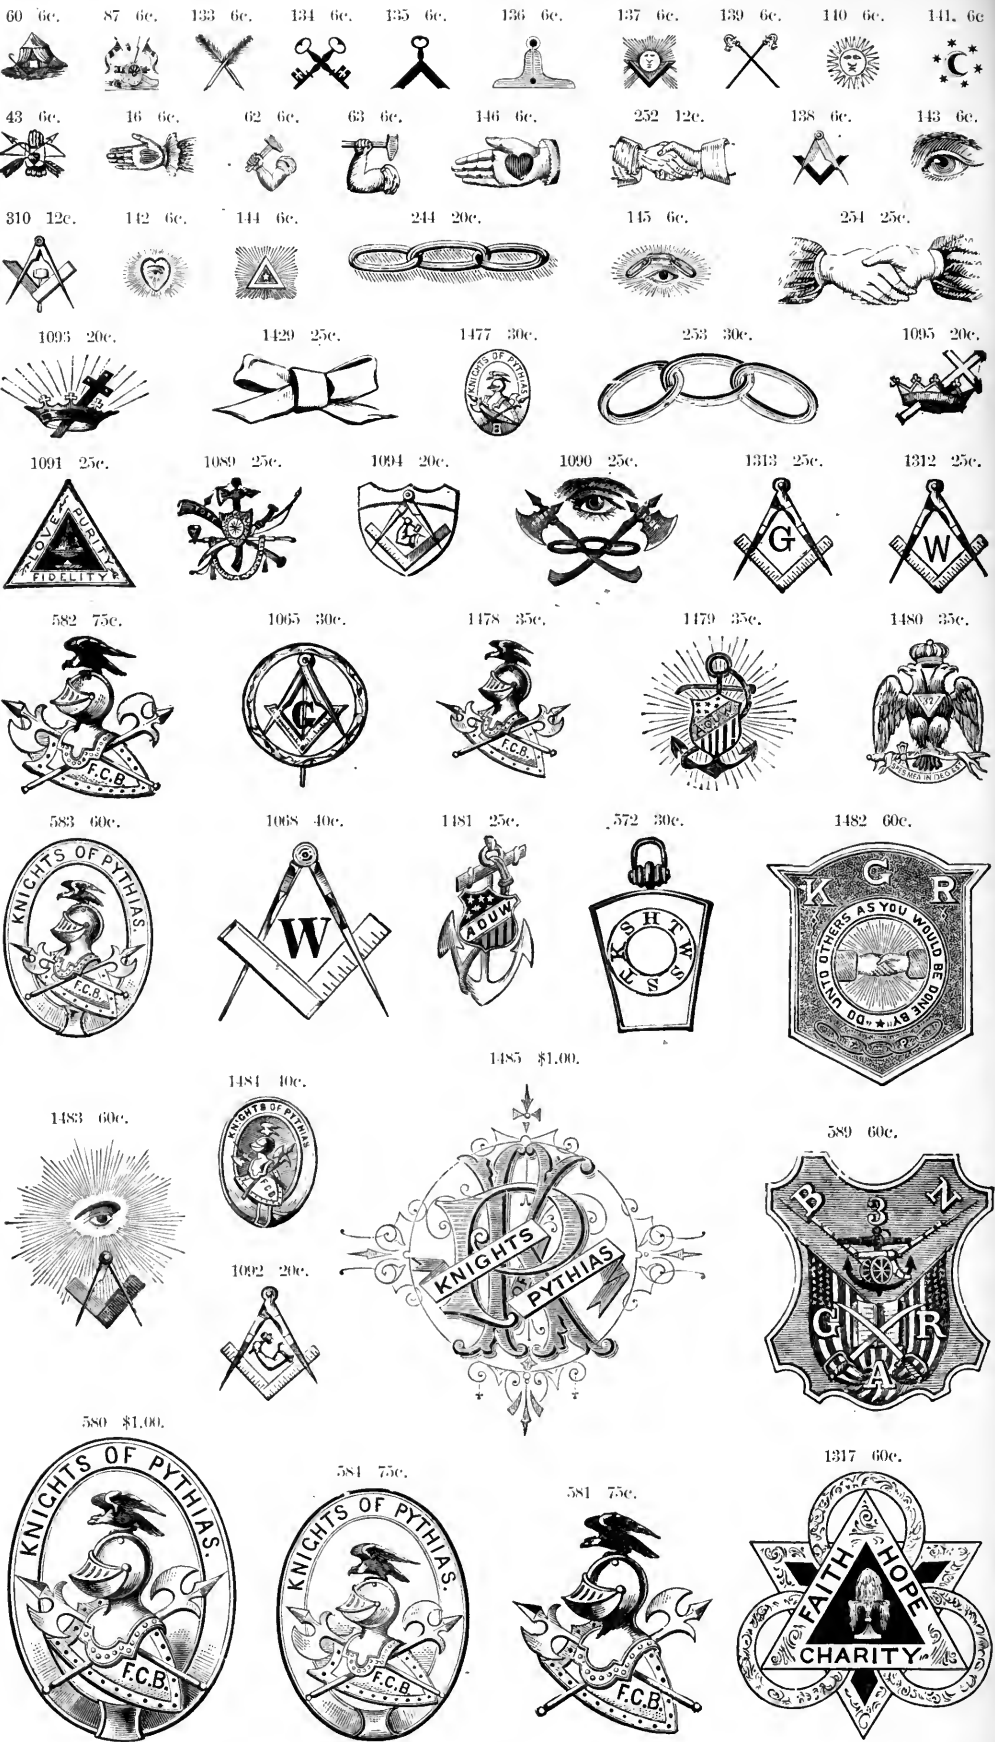 60 6c. 87 6c. 133 6c. 134 6c. 135 6c. 136 6c. 137 6c. 139 6c. 140 6c. 141. 6c
43 6c. 16 6c. 62 6c. 63 6c. 146 6c. 252 12c. 138 6c. 143 6c.
310 12c. 142 6c. 144 6c. 244 20c. 145 6c. 254 25c.
1093 20c. 1429 25c. 1477 30c. 253 30c. 1095 20c.
KNIGHTS OF PYTHIAS
1091 25c. 1089 25c. 1094 20c. 1090 25c. 1313 25c. 1312 25c.
LOVE PURITY
FIDELITY
G
W
582 75c. 1065 30c. 1478 35c. 1479 35c. 1480 35c.
F.C.B.
G
F.C.B.
SPES MEA IN DEO EST
583 60c. 1068 40c. 1481 25c. 572 30c. 1482 60c.
KNIGHTS OF PYTHIAS.
F.C.B.
W
AOUW
H T W S S T K S
K G R
"DO UNTO OTHERS AS YOU WOULD BE DONE BY"
1483 60c. 1484 40c. 1485 $1.00. 589 60c.
KNIGHTS OF PYTHIAS
FCB
KNIGHTS
OF
PYTHIAS
B 3 N
G R
A
1092 20c.
580 $1.00. 584 75c. 581 75c. 1317 60c.
KNIGHTS OF PYTHIAS.
F.C.B.
KNIGHTS OF PYTHIAS.
F.C.B.
F.C.B.
FAITH HOPE
CHARITY